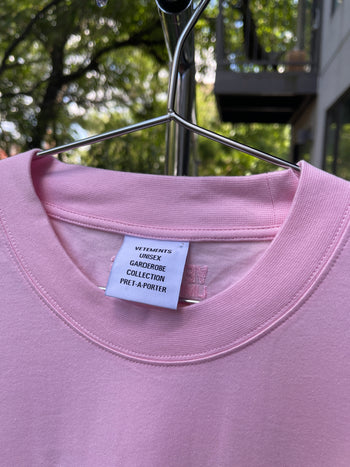 VETEMENTS
UNISEX
GARDEROBE
COLLECTION
PRET-A-PORTER